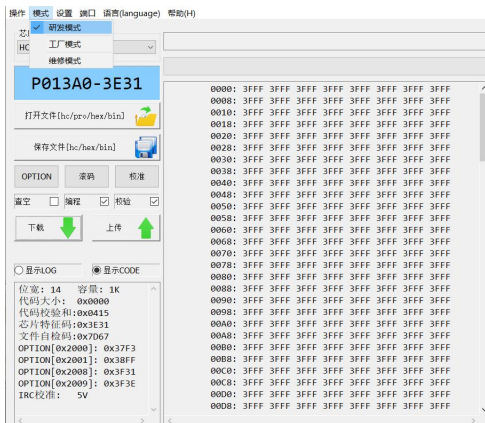 操作 模式 设置 端口 语言(language) 帮助(H)
研发模式
工厂模式
维修模式
HC
P013A0-3E31
打开文件[hc/pro/hex/bin]
保存文件[hc/hex/bin]
OPTION 滚码 校准
查空 编程 校验
下载 上传
显示LOG 显示CODE
位宽: 14 容量: 1K
代码大小: 0x0000
代码校验和:0x0415
芯片特征码:0x3E31
文件自检码:0x7D67
OPTION[0x2000]: 0x37F3
OPTION[0x2001]: 0x38FF
OPTION[0x2008]: 0x3F31
OPTION[0x2009]: 0x3F3E
IRC校准: 5V
0000: 3FFF 3FFF 3FFF 3FFF 3FFF 3FFF 3FFF 3FFF
0008: 3FFF 3FFF 3FFF 3FFF 3FFF 3FFF 3FFF 3FFF
0010: 3FFF 3FFF 3FFF 3FFF 3FFF 3FFF 3FFF 3FFF
0018: 3FFF 3FFF 3FFF 3FFF 3FFF 3FFF 3FFF 3FFF
0020: 3FFF 3FFF 3FFF 3FFF 3FFF 3FFF 3FFF 3FFF
0028: 3FFF 3FFF 3FFF 3FFF 3FFF 3FFF 3FFF 3FFF
0030: 3FFF 3FFF 3FFF 3FFF 3FFF 3FFF 3FFF 3FFF
0038: 3FFF 3FFF 3FFF 3FFF 3FFF 3FFF 3FFF 3FFF
0040: 3FFF 3FFF 3FFF 3FFF 3FFF 3FFF 3FFF 3FFF
0048: 3FFF 3FFF 3FFF 3FFF 3FFF 3FFF 3FFF 3FFF
0050: 3FFF 3FFF 3FFF 3FFF 3FFF 3FFF 3FFF 3FFF
0058: 3FFF 3FFF 3FFF 3FFF 3FFF 3FFF 3FFF 3FFF
0060: 3FFF 3FFF 3FFF 3FFF 3FFF 3FFF 3FFF 3FFF
0068: 3FFF 3FFF 3FFF 3FFF 3FFF 3FFF 3FFF 3FFF
0070: 3FFF 3FFF 3FFF 3FFF 3FFF 3FFF 3FFF 3FFF
0078: 3FFF 3FFF 3FFF 3FFF 3FFF 3FFF 3FFF 3FFF
0080: 3FFF 3FFF 3FFF 3FFF 3FFF 3FFF 3FFF 3FFF
0088: 3FFF 3FFF 3FFF 3FFF 3FFF 3FFF 3FFF 3FFF
0090: 3FFF 3FFF 3FFF 3FFF 3FFF 3FFF 3FFF 3FFF
0098: 3FFF 3FFF 3FFF 3FFF 3FFF 3FFF 3FFF 3FFF
00A0: 3FFF 3FFF 3FFF 3FFF 3FFF 3FFF 3FFF 3FFF
00A8: 3FFF 3FFF 3FFF 3FFF 3FFF 3FFF 3FFF 3FFF
00B0: 3FFF 3FFF 3FFF 3FFF 3FFF 3FFF 3FFF 3FFF
00B8: 3FFF 3FFF 3FFF 3FFF 3FFF 3FFF 3FFF 3FFF
00C0: 3FFF 3FFF 3FFF 3FFF 3FFF 3FFF 3FFF 3FFF
00C8: 3FFF 3FFF 3FFF 3FFF 3FFF 3FFF 3FFF 3FFF
00D0: 3FFF 3FFF 3FFF 3FFF 3FFF 3FFF 3FFF 3FFF
00D8: 3FFF 3FFF 3FFF 3FFF 3FFF 3FFF 3FFF 3FFF